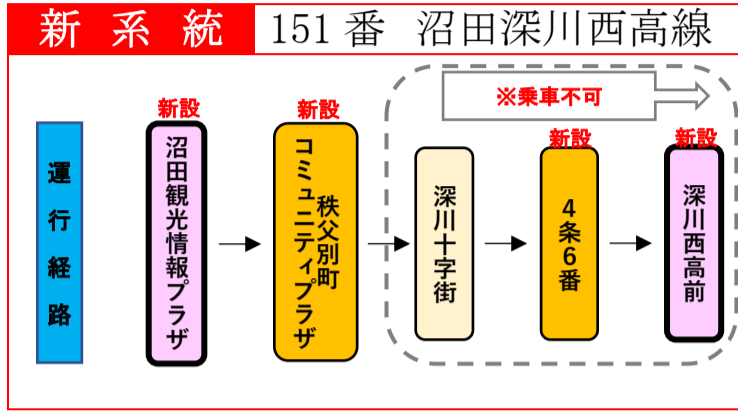 新系統 151番 沼田深川西高線
※乗車不可
新設
新設
新設
新設
運行経路
沼田観光情報プラザ
秩父別町
コミュニティプラザ
深川十字街
4条6番
深川西高前